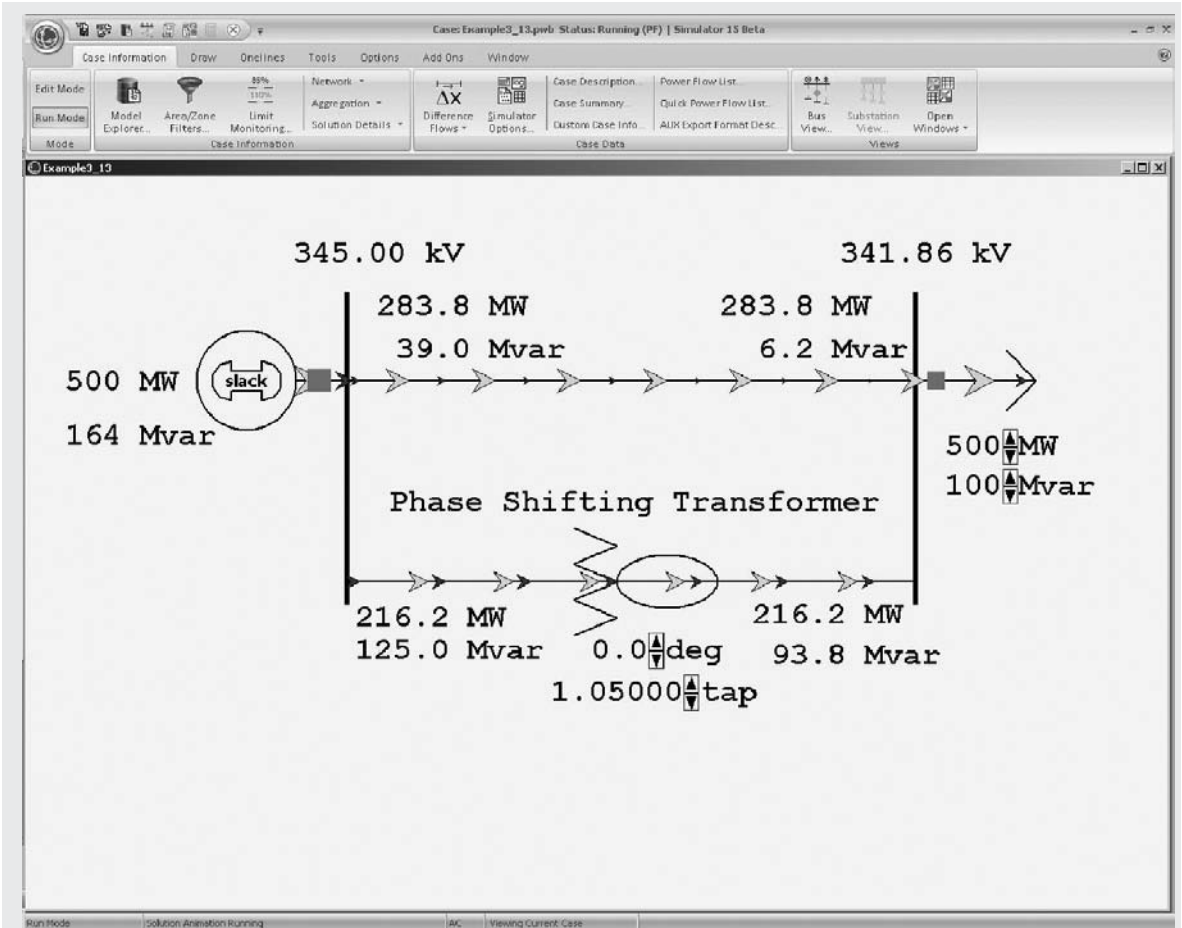 Case: Example3_13.pwb Status: Running (PF) | Simulator 15 Beta
Case Information Draw Onelines Tools Options Add Ons Window
Edit Mode
Run Mode
Mode
Model Explorer...
Area/Zone Filters...
Limit Monitoring...
Network
Aggregation
Solution Details
Case Information
Difference Flows
Simulator Options...
Case Description...
Case Summary...
Custom Case Info...
Power Flow List...
Quick Power Flow List...
AUX Export Format Desc...
Case Data
Bus View...
Substation View...
Open Windows
Views
Example3_13
345.00 kV
341.86 kV
283.8 MW
283.8 MW
39.0 Mvar
6.2 Mvar
500 MW
slack
164 Mvar
500 MW
100 Mvar
Phase Shifting Transformer
216.2 MW
216.2 MW
125.0 Mvar
0.0 deg
93.8 Mvar
1.05000 tap
Run Mode
Solution Animation Running
AC
Viewing Current Case